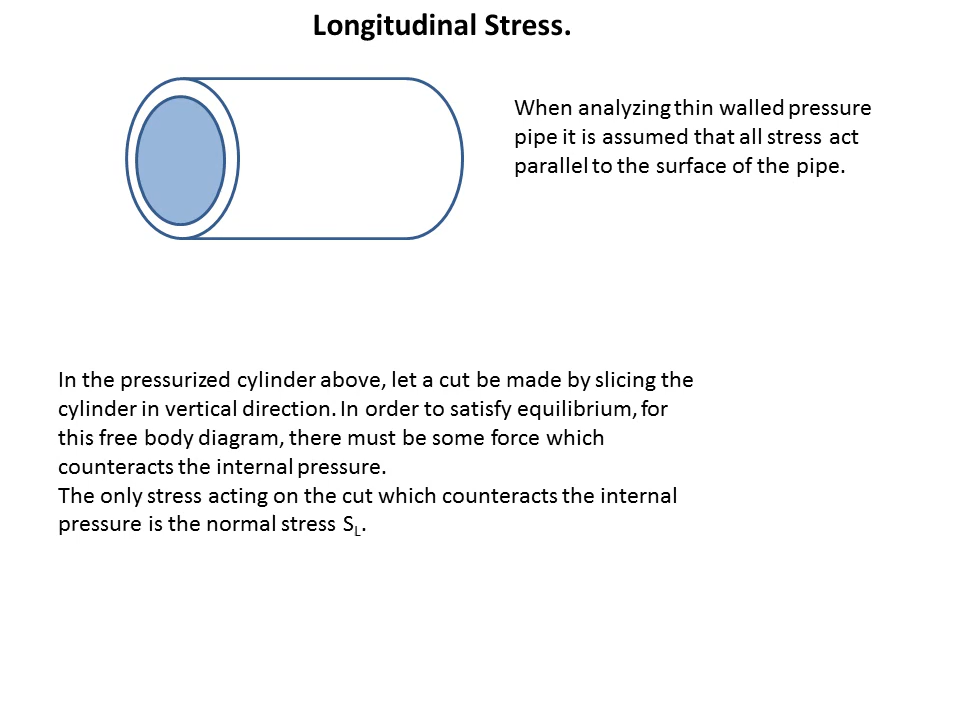 Longitudinal Stress.
When analyzing thin walled pressure
pipe it is assumed that all stress act
parallel to the surface of the pipe.
In the pressurized cylinder above, let a cut be made by slicing the
cylinder in vertical direction. In order to satisfy equilibrium, for
this free body diagram, there must be some force which
counteracts the internal pressure.
The only stress acting on the cut which counteracts the internal
pressure is the normal stress SL.